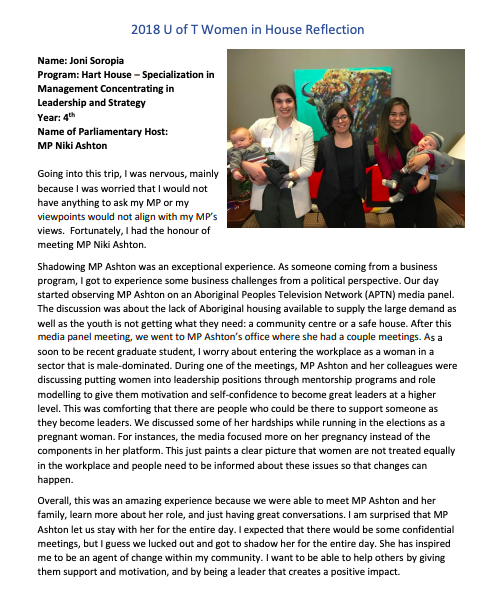 2018 U of T Women in House Reflection
Name: Joni Soropia
Program: Hart House – Specialization in
Management Concentrating in
Leadership and Strategy
Year: 4th
Name of Parliamentary Host:
MP Niki Ashton
Going into this trip, I was nervous, mainly
because I was worried that I would not
have anything to ask my MP or my
viewpoints would not align with my MP's
views. Fortunately, I had the honour of
meeting MP Niki Ashton.
Shadowing MP Ashton was an exceptional experience. As someone coming from a business
program, I got to experience some business challenges from a political perspective. Our day
started observing MP Ashton on an Aboriginal Peoples Television Network (APTN) media panel.
The discussion was about the lack of Aboriginal housing available to supply the large demand as
well as the youth is not getting what they need: a community centre or a safe house. After this
media panel meeting, we went to MP Ashton's office where she had a couple meetings. As a
soon to be recent graduate student, I worry about entering the workplace as a woman in a
sector that is male-dominated. During one of the meetings, MP Ashton and her colleagues were
discussing putting women into leadership positions through mentorship programs and role
modelling to give them motivation and self-confidence to become great leaders at a higher
level. This was comforting that there are people who could be there to support someone as
they become leaders. We discussed some of her hardships while running in the elections as a
pregnant woman. For instances, the media focused more on her pregnancy instead of the
components in her platform. This just paints a clear picture that women are not treated equally
in the workplace and people need to be informed about these issues so that changes can
happen.
Overall, this was an amazing experience because we were able to meet MP Ashton and her
family, learn more about her role, and just having great conversations. I am surprised that MP
Ashton let us stay with her for the entire day. I expected that there would be some confidential
meetings, but I guess we lucked out and got to shadow her for the entire day. She has inspired
me to be an agent of change within my community. I want to be able to help others by giving
them support and motivation, and by being a leader that creates a positive impact.